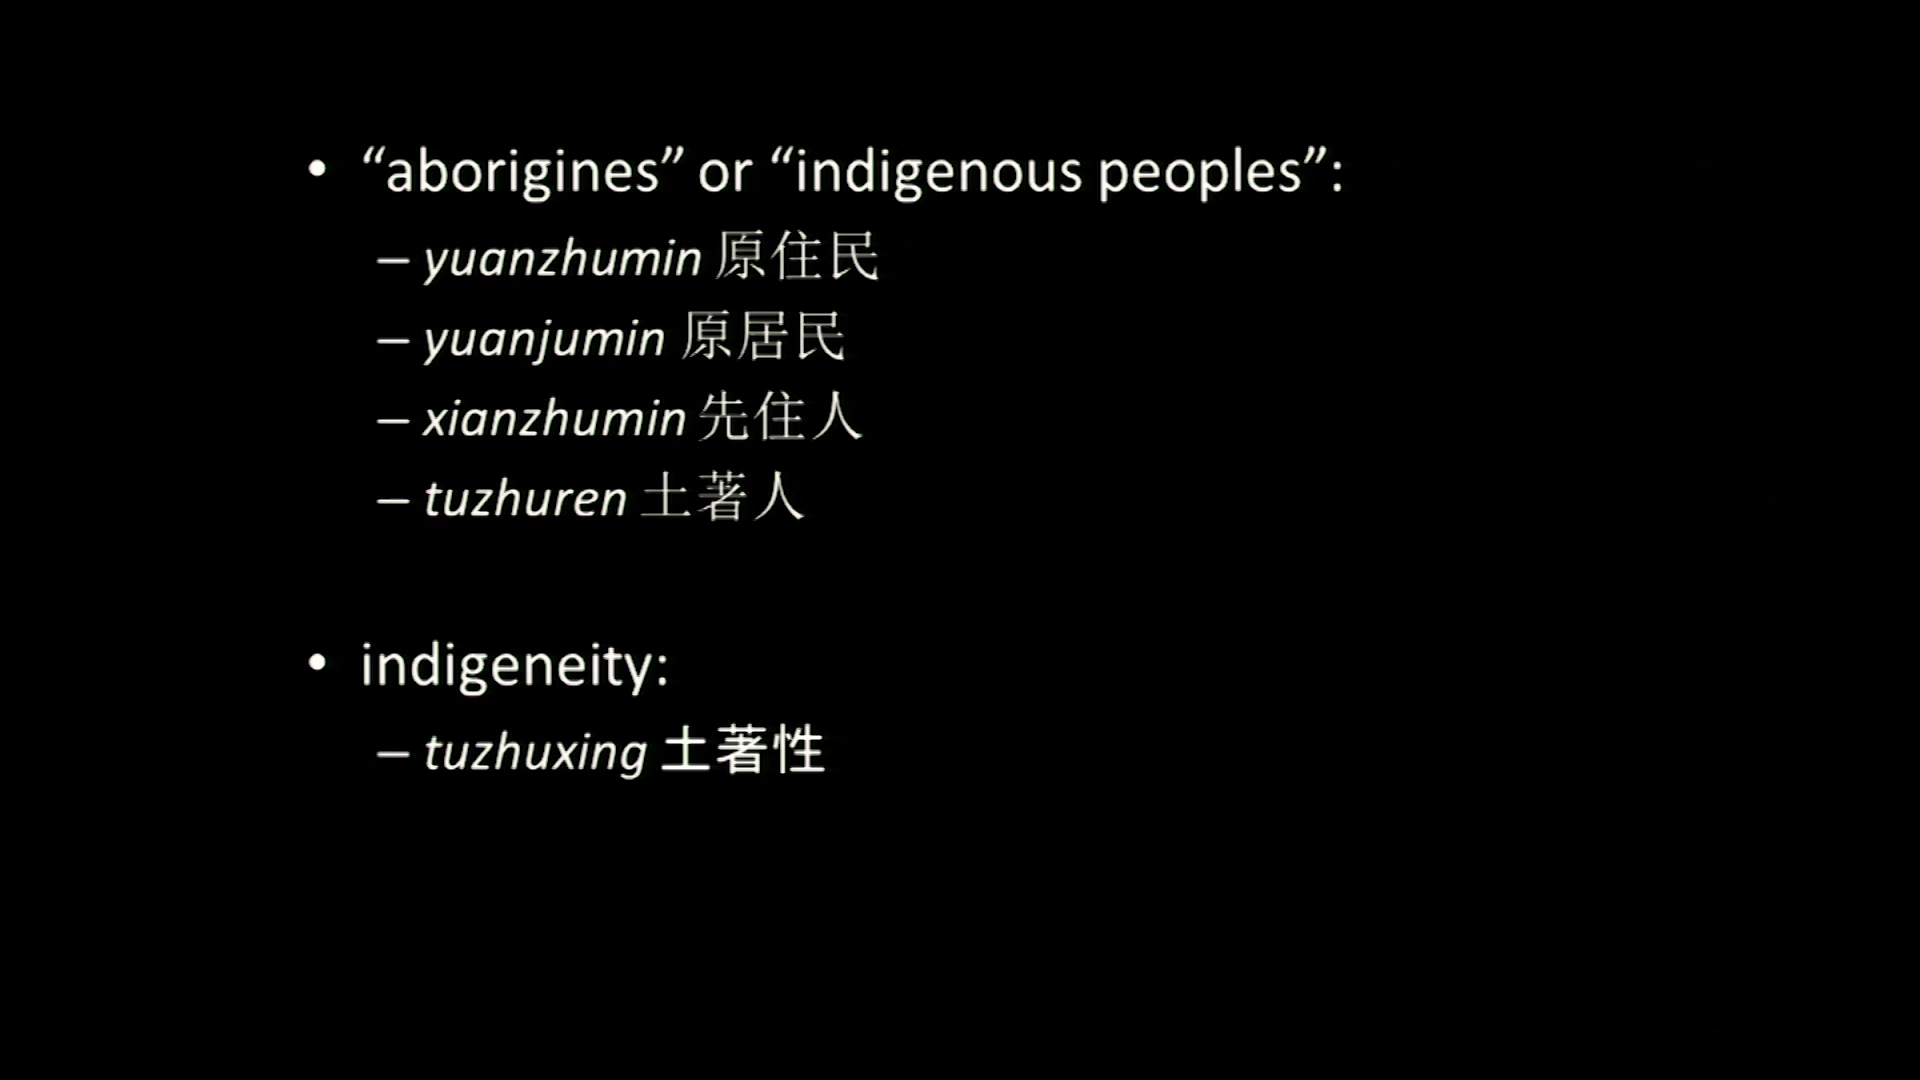 • “aborigines” or “indigenous peoples”:
– yuanzhumin 原住民
– yuanjumin 原居民
– xianzhumin 先住人
– tuzhuren 土著人
• indigeneity:
– tuzhuxing 土著性